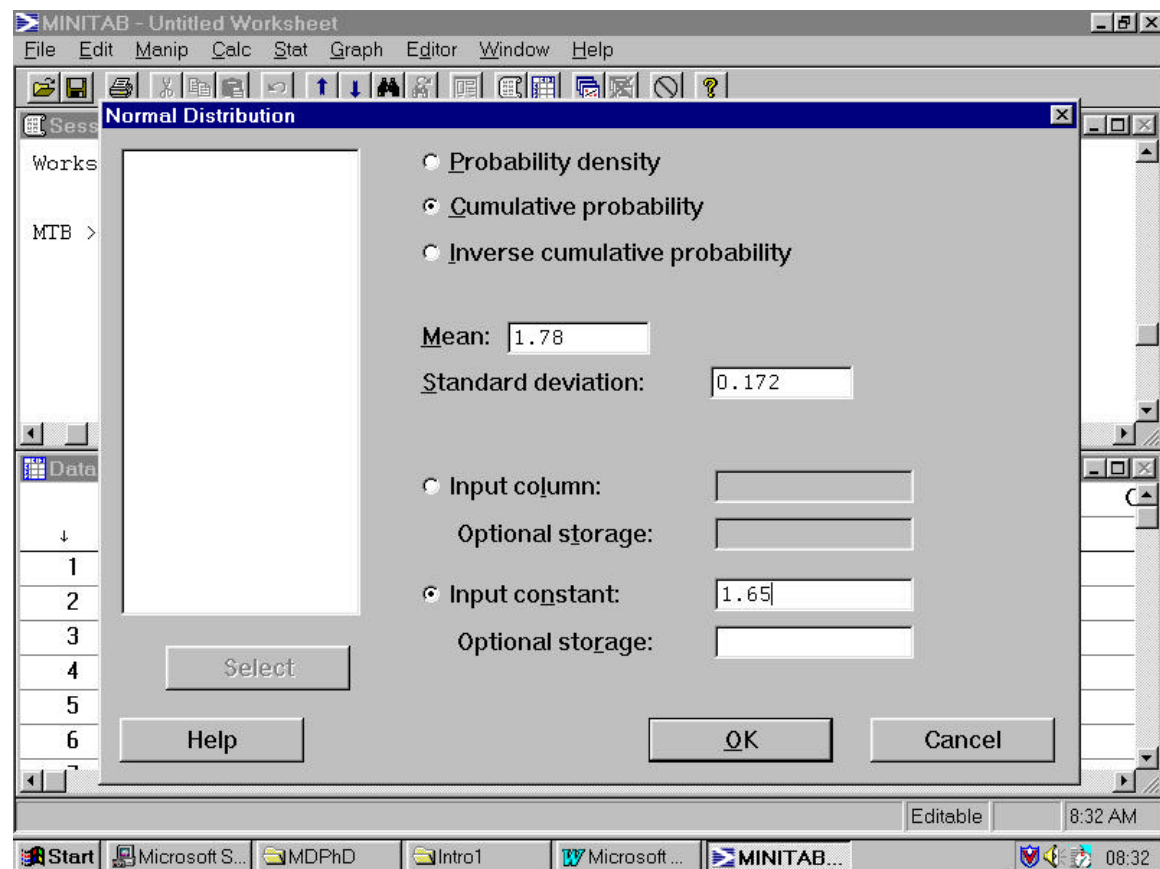 MINITAB - Untitled Worksheet
File Edit Manip Calc Stat Graph Editor Window Help
Sess
Works
MTB >
Normal Distribution
Probability density
Cumulative probability
Inverse cumulative probability
Mean: 1.78
Standard deviation: 0.172
Input column:
Optional storage:
Input constant: 1.65
Optional storage:
Select
Help OK Cancel
Data
C
↓
1
2
3
4
5
6
Editable 8:32 AM
Start Microsoft S... MDPhD Intro1 Microsoft ... MINITAB... 08:32